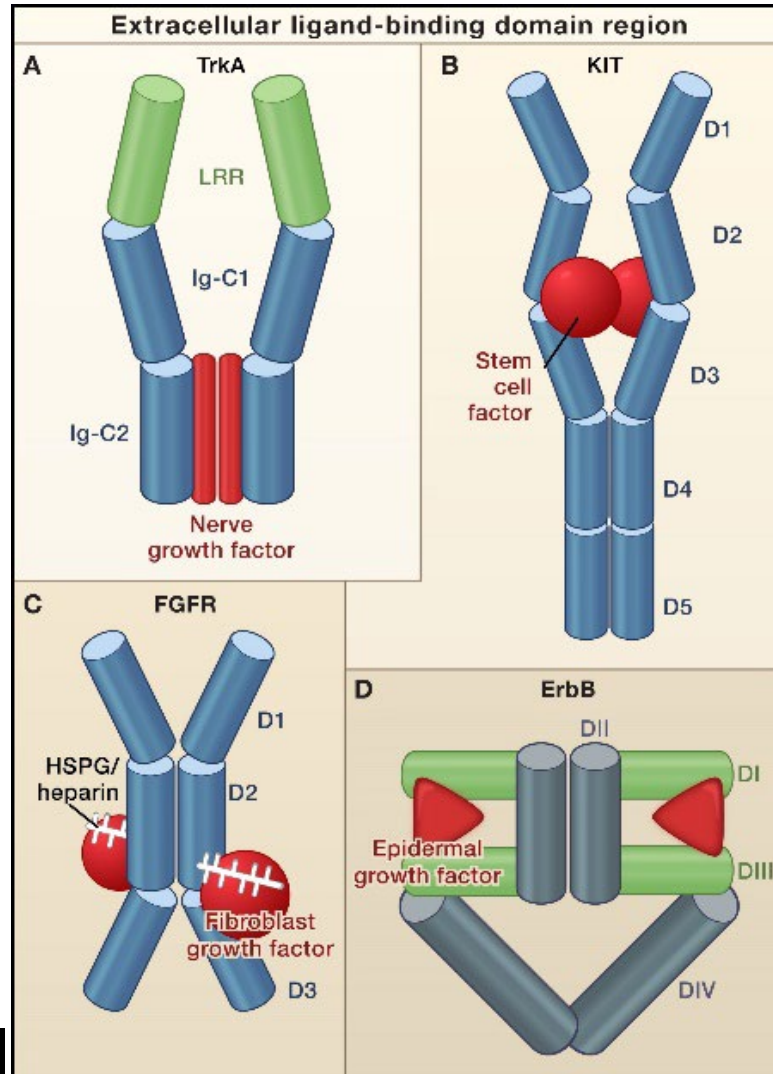 Extracellular ligand-binding domain region
A
TrkA
LRR
Ig-C1
Ig-C2
Nerve
growth factor
B
KIT
D1
D2
Stem
cell
factor
D3
D4
D5
C
FGFR
D1
HSPG/
heparin
D2
Fibroblast
growth factor
D3
D
ErbB
DII
DI
Epidermal
growth factor
DIII
DIV